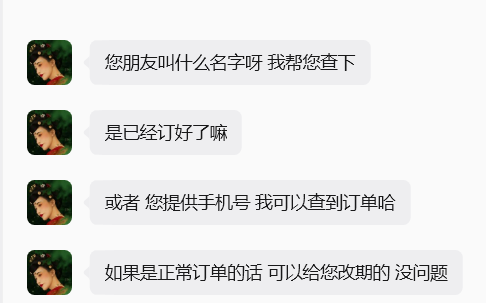 您朋友叫什么名字呀 我帮您查下
是已经订好了嘛
或者 您提供手机号 我可以查到订单哈
如果是正常订单的话 可以给您改期的 没问题